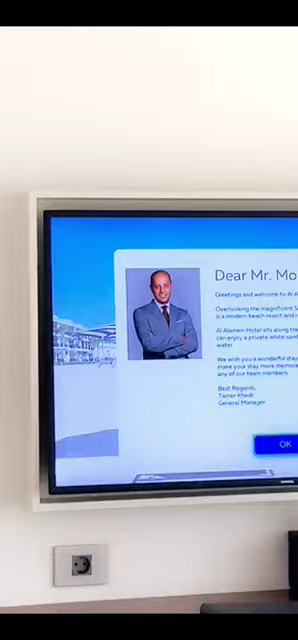 Dear Mr. Mo
Greetings and welcome to Al A
Overlooking the magnificent S
is a modern beach resort and r
Al Alamein Hotel sits along the
can enjoy a private white sand
water.
We wish you a wonderful stay
make your stay more memora
any of our team members
Best Regards,
Tamer Khedr
General Manager
OK
SAMSUNG